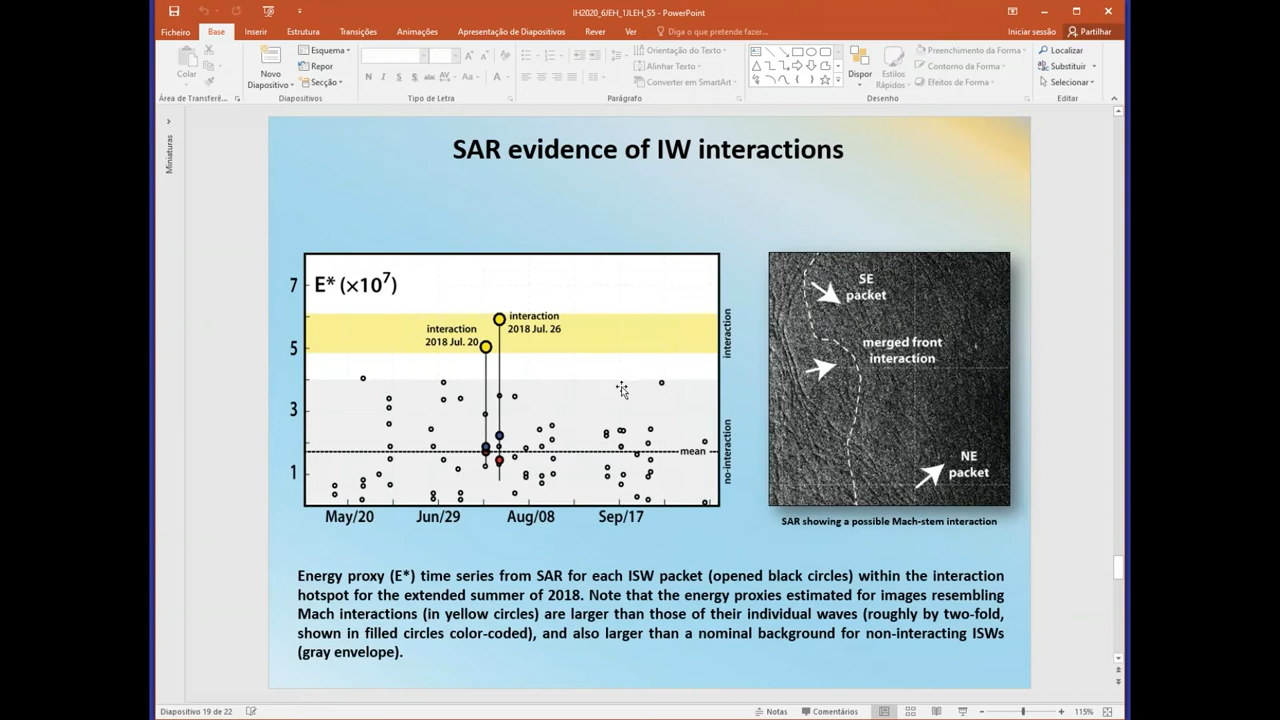 IH2020_6JEH_1JLEH_S5 - PowerPoint
Ficheiro Base Inserir Estrutura Transições Animações Apresentação de Diapositivos Rever Ver Diga o que pretende fazer... Iniciar sessão Partilhar
Colar
Novo
Diapositivo
Esquema
Repor
Secção
N I S S abc AV Aa A
Orientação do Texto
Alinhar Texto
Converter em SmartArt
Dispor
Estilos
Rápidos
Preenchimento da Forma
Contorno da Forma
Efeitos de Forma
Localizar
Substituir
Selecionar
Área de Transferê... Diapositivos Tipo de Letra Parágrafo Desenho Editar
Miniaturas
SAR evidence of IW interactions
E* (×10⁷)
7
5
3
1
interaction
2018 Jul. 20
interaction
2018 Jul. 26
mean
interaction
no-interaction
May/20 Jun/29 Aug/08 Sep/17
SE
packet
merged front
interaction
NE
packet
SAR showing a possible Mach-stem interaction
Energy proxy (E*) time series from SAR for each ISW packet (opened black circles) within the interaction
hotspot for the extended summer of 2018. Note that the energy proxies estimated for images resembling
Mach interactions (in yellow circles) are larger than those of their individual waves (roughly by two-fold,
shown in filled circles color-coded), and also larger than a nominal background for non-interacting ISWs
(gray envelope).
Diapositivo 19 de 22 Notas Comentários 115%